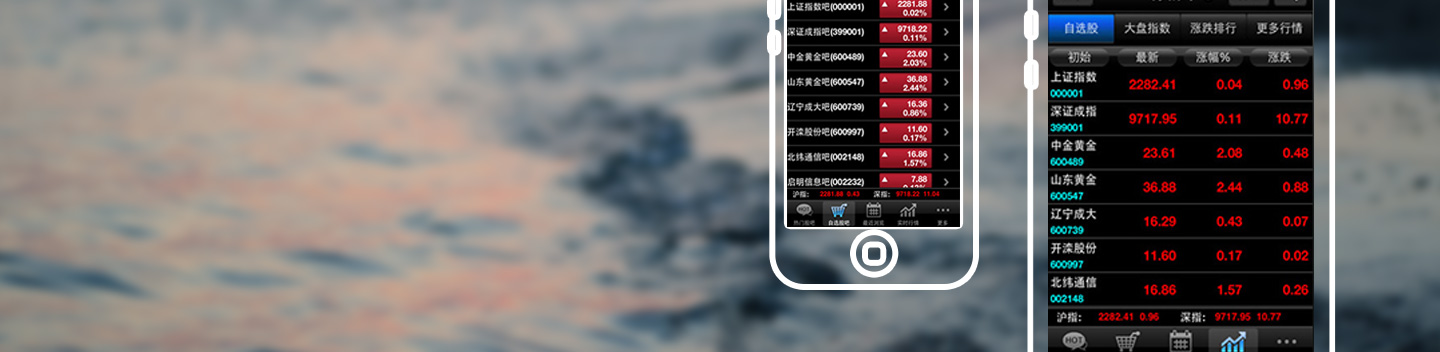 上证指数吧(000001) 2281.88
0.02%
深证成指吧(399001) 9718.22
0.11%
中金黄金吧(600489) 23.60
2.03%
山东黄金吧(600547) 36.88
2.44%
辽宁成大吧(600739) 16.36
0.86%
开滦股份吧(600997) 11.60
0.17%
北纬通信吧(002148) 16.86
1.57%
启明信息吧(002232) 7.88
沪指: 2281.88 0.43 深指: 9718.22 11.04
HOT
热门股吧 自选股吧 最近浏览 实时行情 更多
自选股 大盘指数 涨跌排行 更多行情
初始 最新 涨幅% 涨跌
上证指数 2282.41 0.04 0.96
000001
深证成指 9717.95 0.11 10.77
399001
中金黄金 23.61 2.08 0.48
600489
山东黄金 36.88 2.44 0.88
600547
辽宁成大 16.29 0.43 0.07
600739
开滦股份 11.60 0.17 0.02
600997
北纬通信 16.86 1.57 0.26
002148
沪指: 2282.41 0.96 深指: 9717.95 10.77
HOT